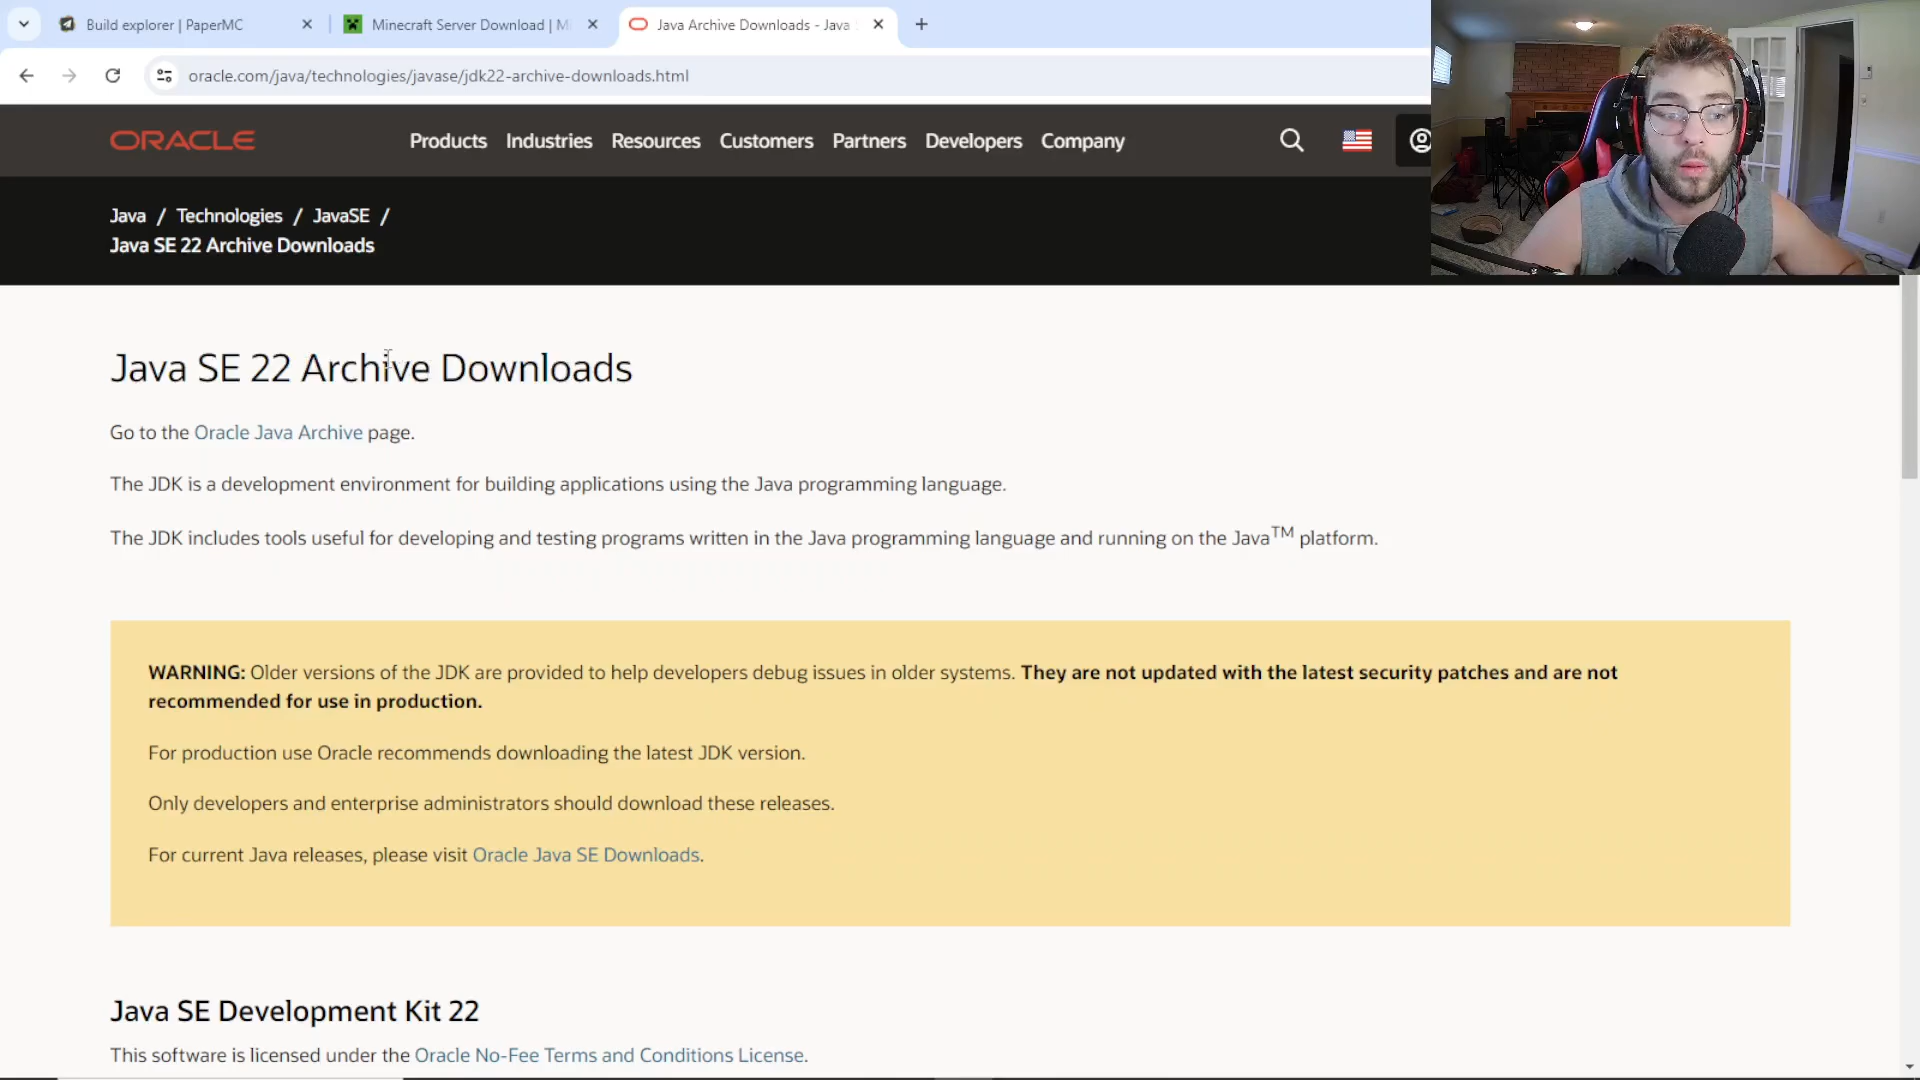 Build explorer | PaperMC
Minecraft Server Download | Mi
Java Archive Downloads - Java
oracle.com/java/technologies/javase/jdk22-archive-downloads.html
ORACLE
Products Industries Resources Customers Partners Developers Company
Java / Technologies / JavaSE /
Java SE 22 Archive Downloads
Java SE 22 Archive Downloads
Go to the Oracle Java Archive page.
The JDK is a development environment for building applications using the Java programming language.
The JDK includes tools useful for developing and testing programs written in the Java programming language and running on the Java™ platform.
WARNING: Older versions of the JDK are provided to help developers debug issues in older systems. They are not updated with the latest security patches and are not
recommended for use in production.
For production use Oracle recommends downloading the latest JDK version.
Only developers and enterprise administrators should download these releases.
For current Java releases, please visit Oracle Java SE Downloads.
Java SE Development Kit 22
This software is licensed under the Oracle No-Fee Terms and Conditions License.